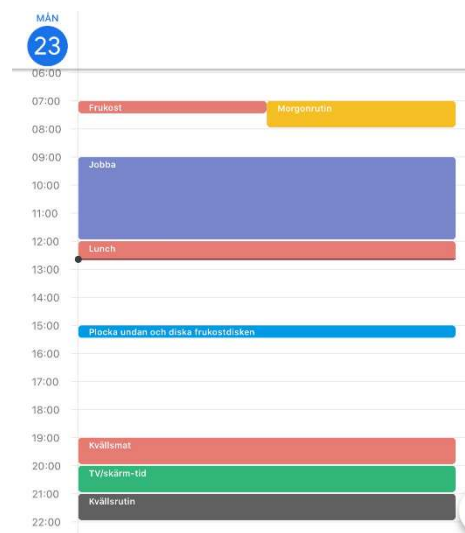 MÅN
23
06:00
07:00
Frukost
Morgonrutin
08:00
09:00
Jobba
10:00
11:00
12:00
Lunch
13:00
14:00
15:00
Plocka undan och diska frukostdisken
16:00
17:00
18:00
19:00
Kvällsmat
20:00
TV/skärm-tid
21:00
Kvällsrutin
22:00